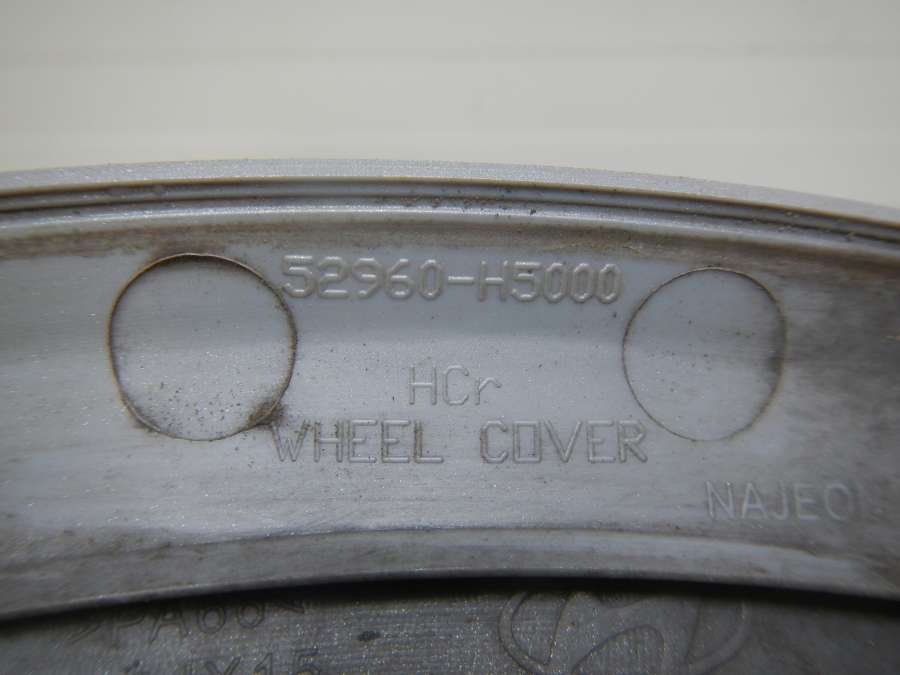 52960-H5000
HCr
WHEEL COVER
NAJEO